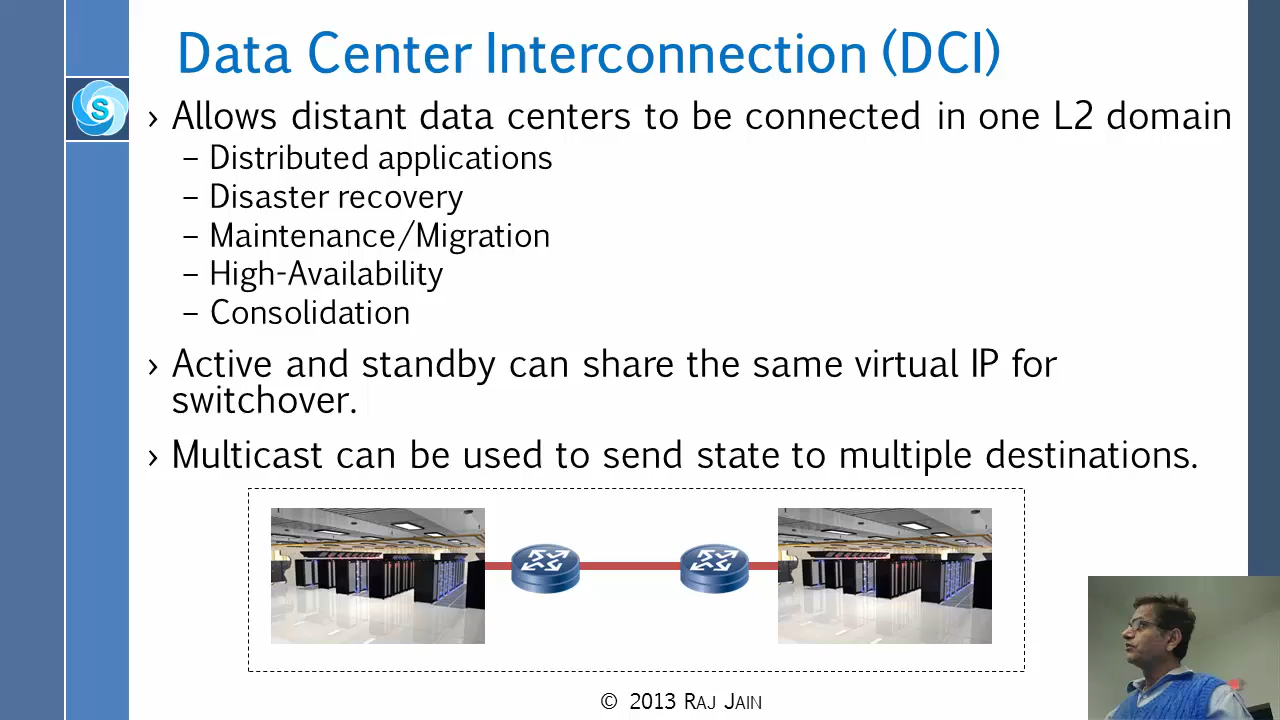 Data Center Interconnection (DCI)
S
› Allows distant data centers to be connected in one L2 domain
– Distributed applications
– Disaster recovery
– Maintenance/Migration
– High-Availability
– Consolidation
› Active and standby can share the same virtual IP for
switchover.
› Multicast can be used to send state to multiple destinations.
© 2013 RAJ JAIN